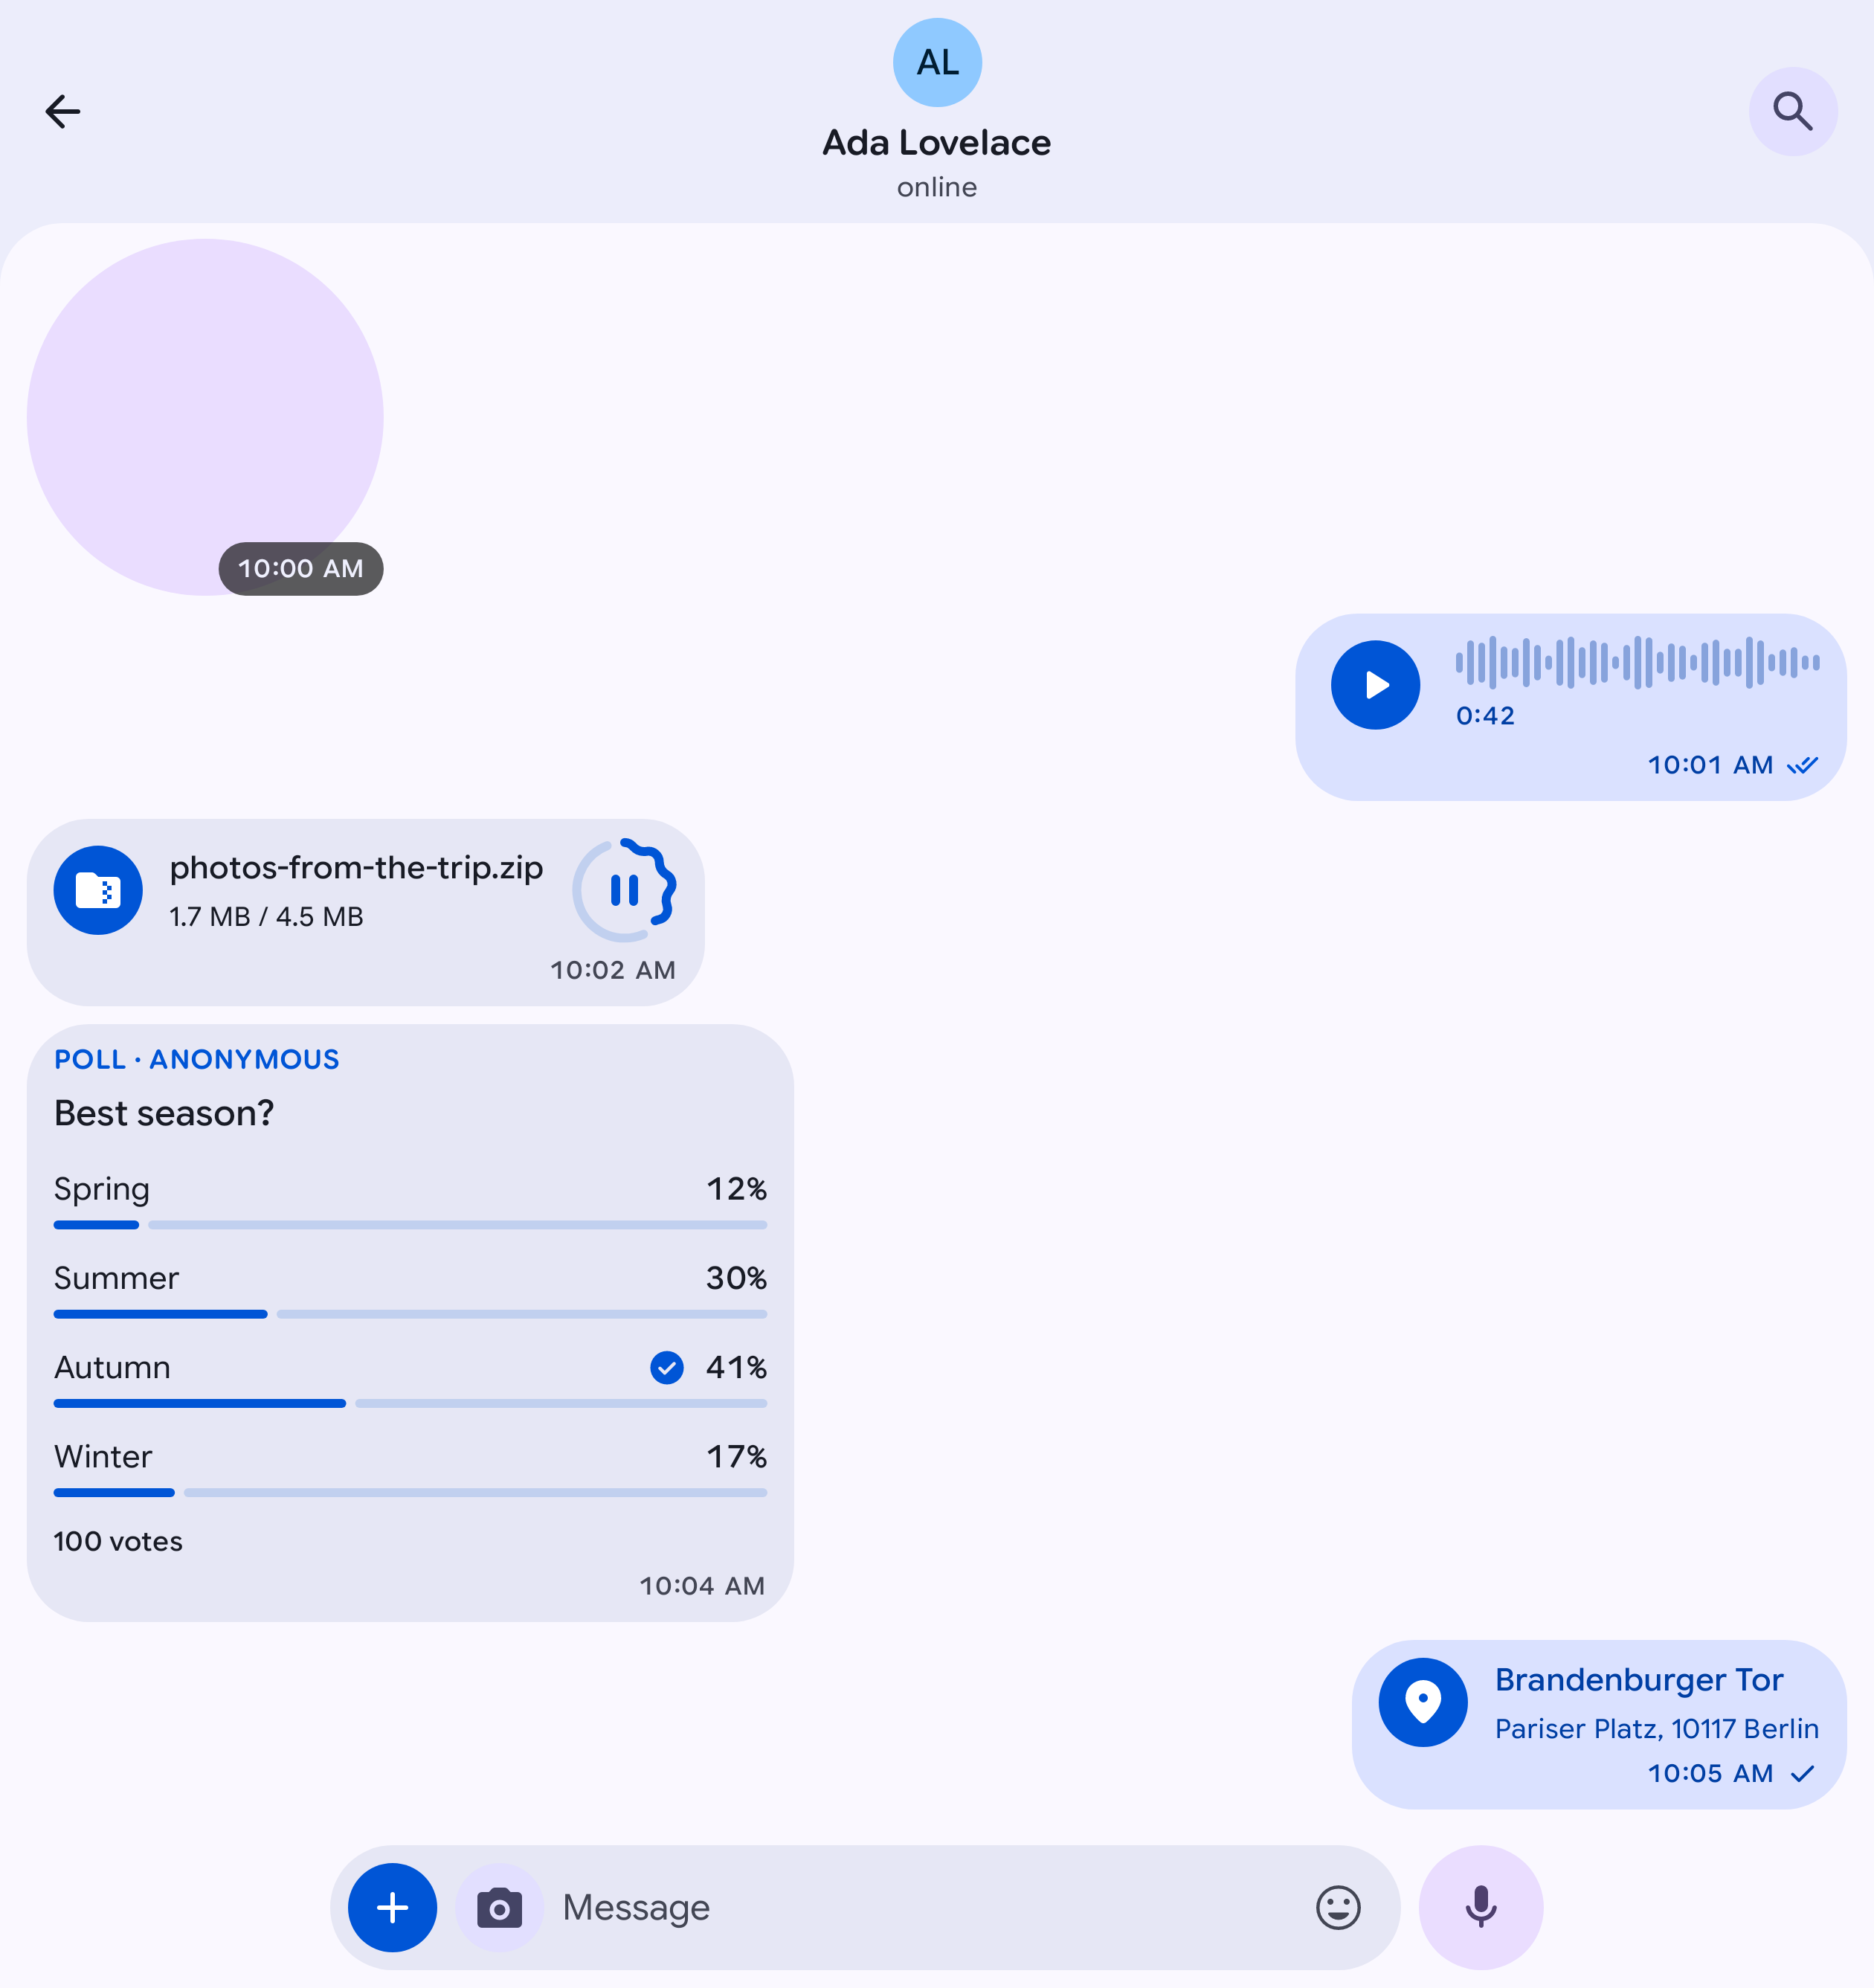 AL
Ada Lovelace
online
10:00 AM
0:42
10:01 AM
photos-from-the-trip.zip
1.7 MB / 4.5 MB
10:02 AM
POLL · ANONYMOUS
Best season?
Spring 12%
Summer 30%
Autumn 41%
Winter 17%
100 votes
10:04 AM
Brandenburger Tor
Pariser Platz, 10117 Berlin
10:05 AM
Message